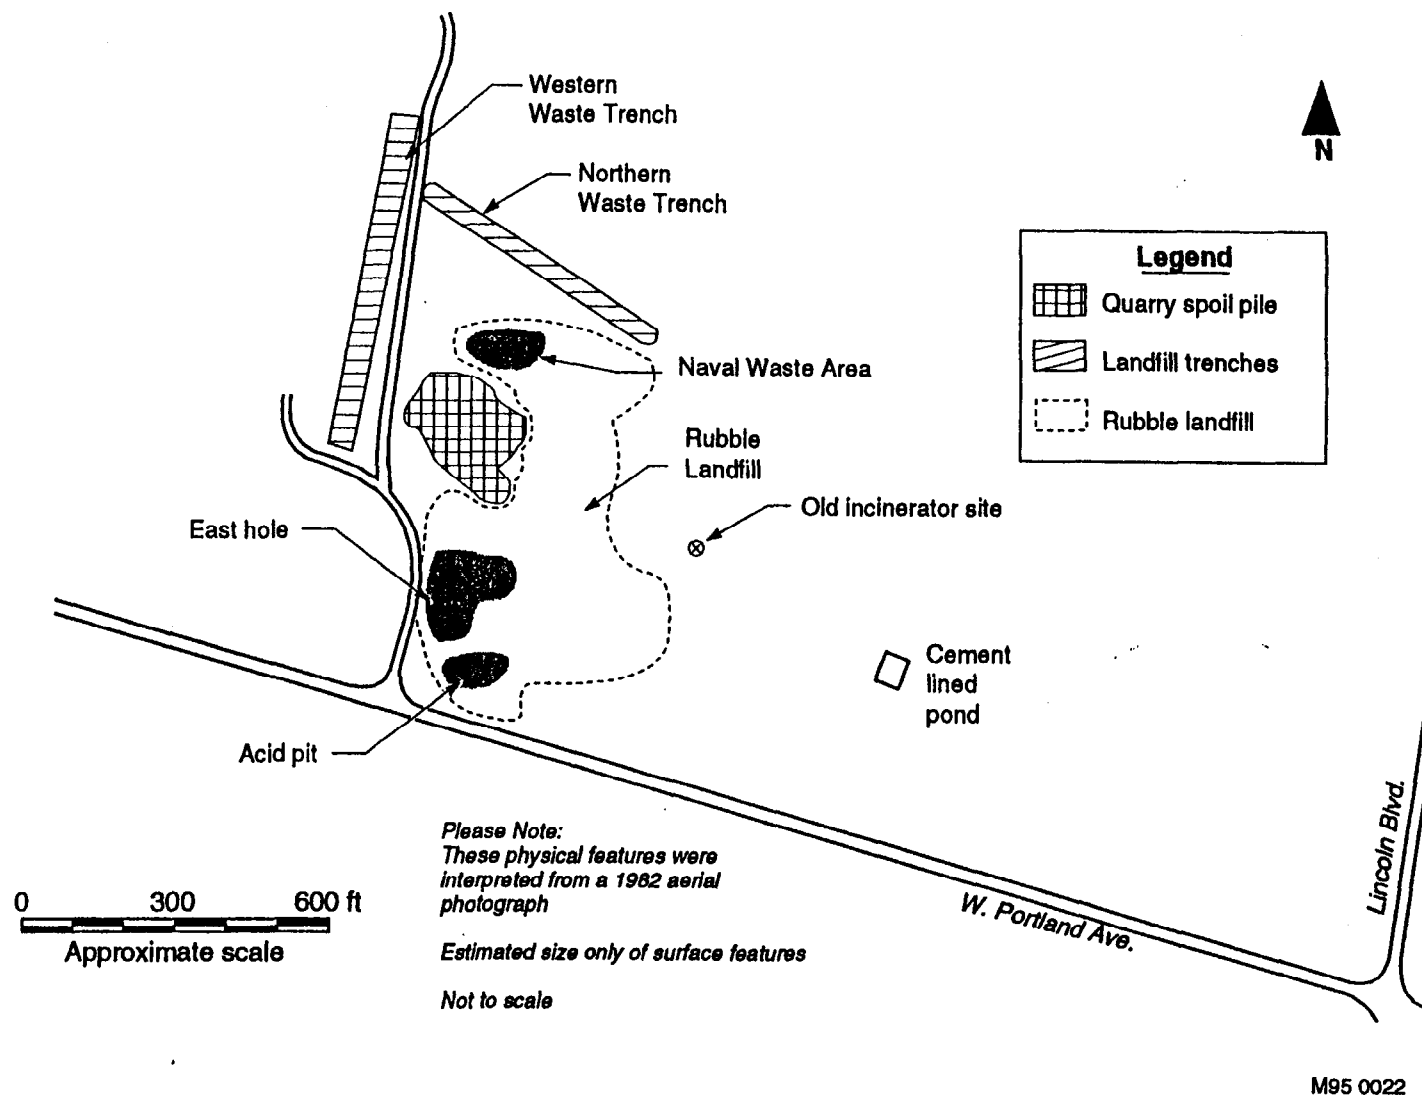 Western
Waste Trench
Northern
Waste Trench
N
Legend
Quarry spoil pile
Landfill trenches
Rubble landfill
Naval Waste Area
Rubble
Landfill
Old incinerator site
East hole
Cement
lined
pond
Acid pit
Lincoln Blvd.
W. Portland Ave.
Please Note:
These physical features were
interpreted from a 1962 aerial
photograph
Estimated size only of surface features
Not to scale
0 300 600 ft
Approximate scale
M95 0022